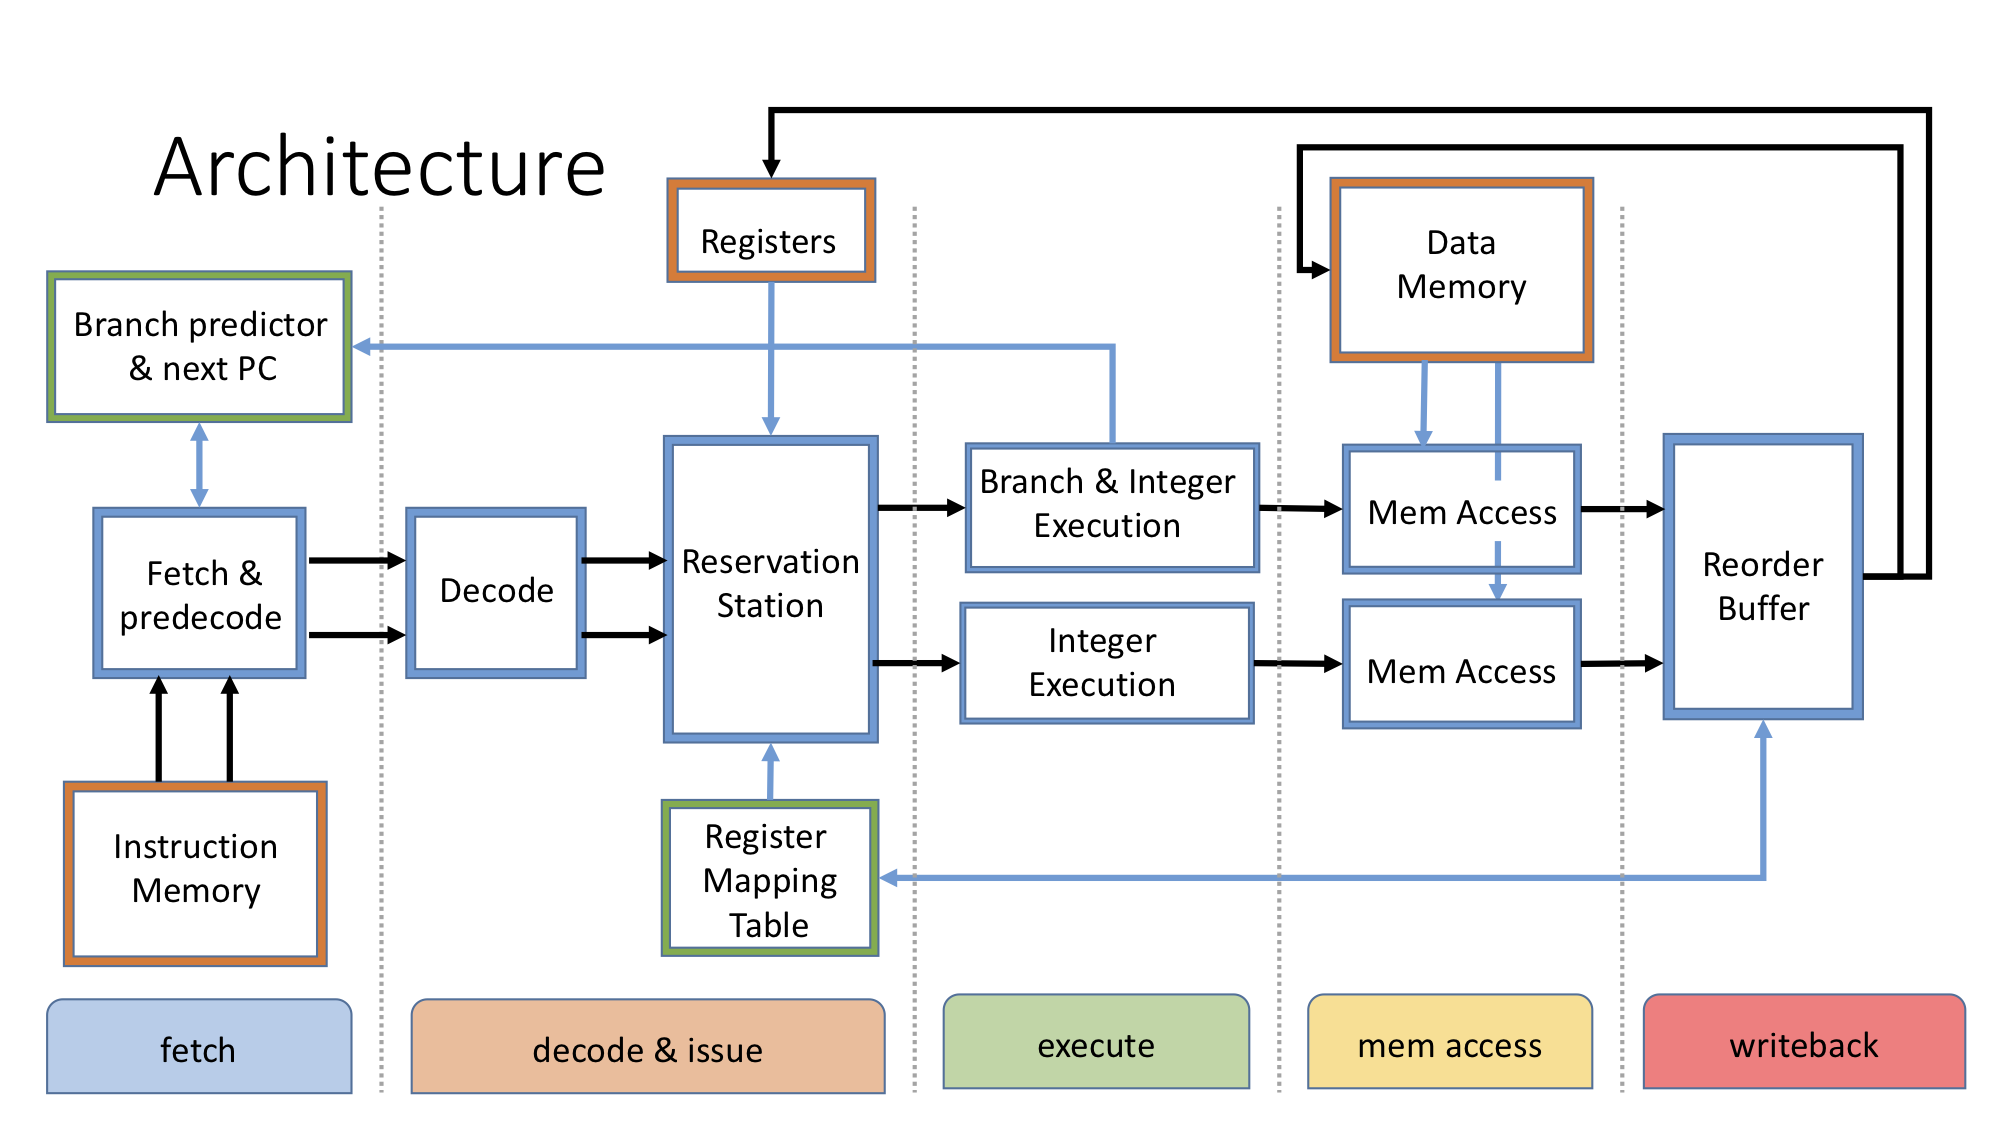 Architecture
Registers
Data
Memory
Branch predictor
& next PC
Fetch &
predecode
Decode
Reservation
Station
Branch & Integer
Execution
Integer
Execution
Mem Access
Mem Access
Reorder
Buffer
Instruction
Memory
Register
Mapping
Table
fetch
decode & issue
execute
mem access
writeback